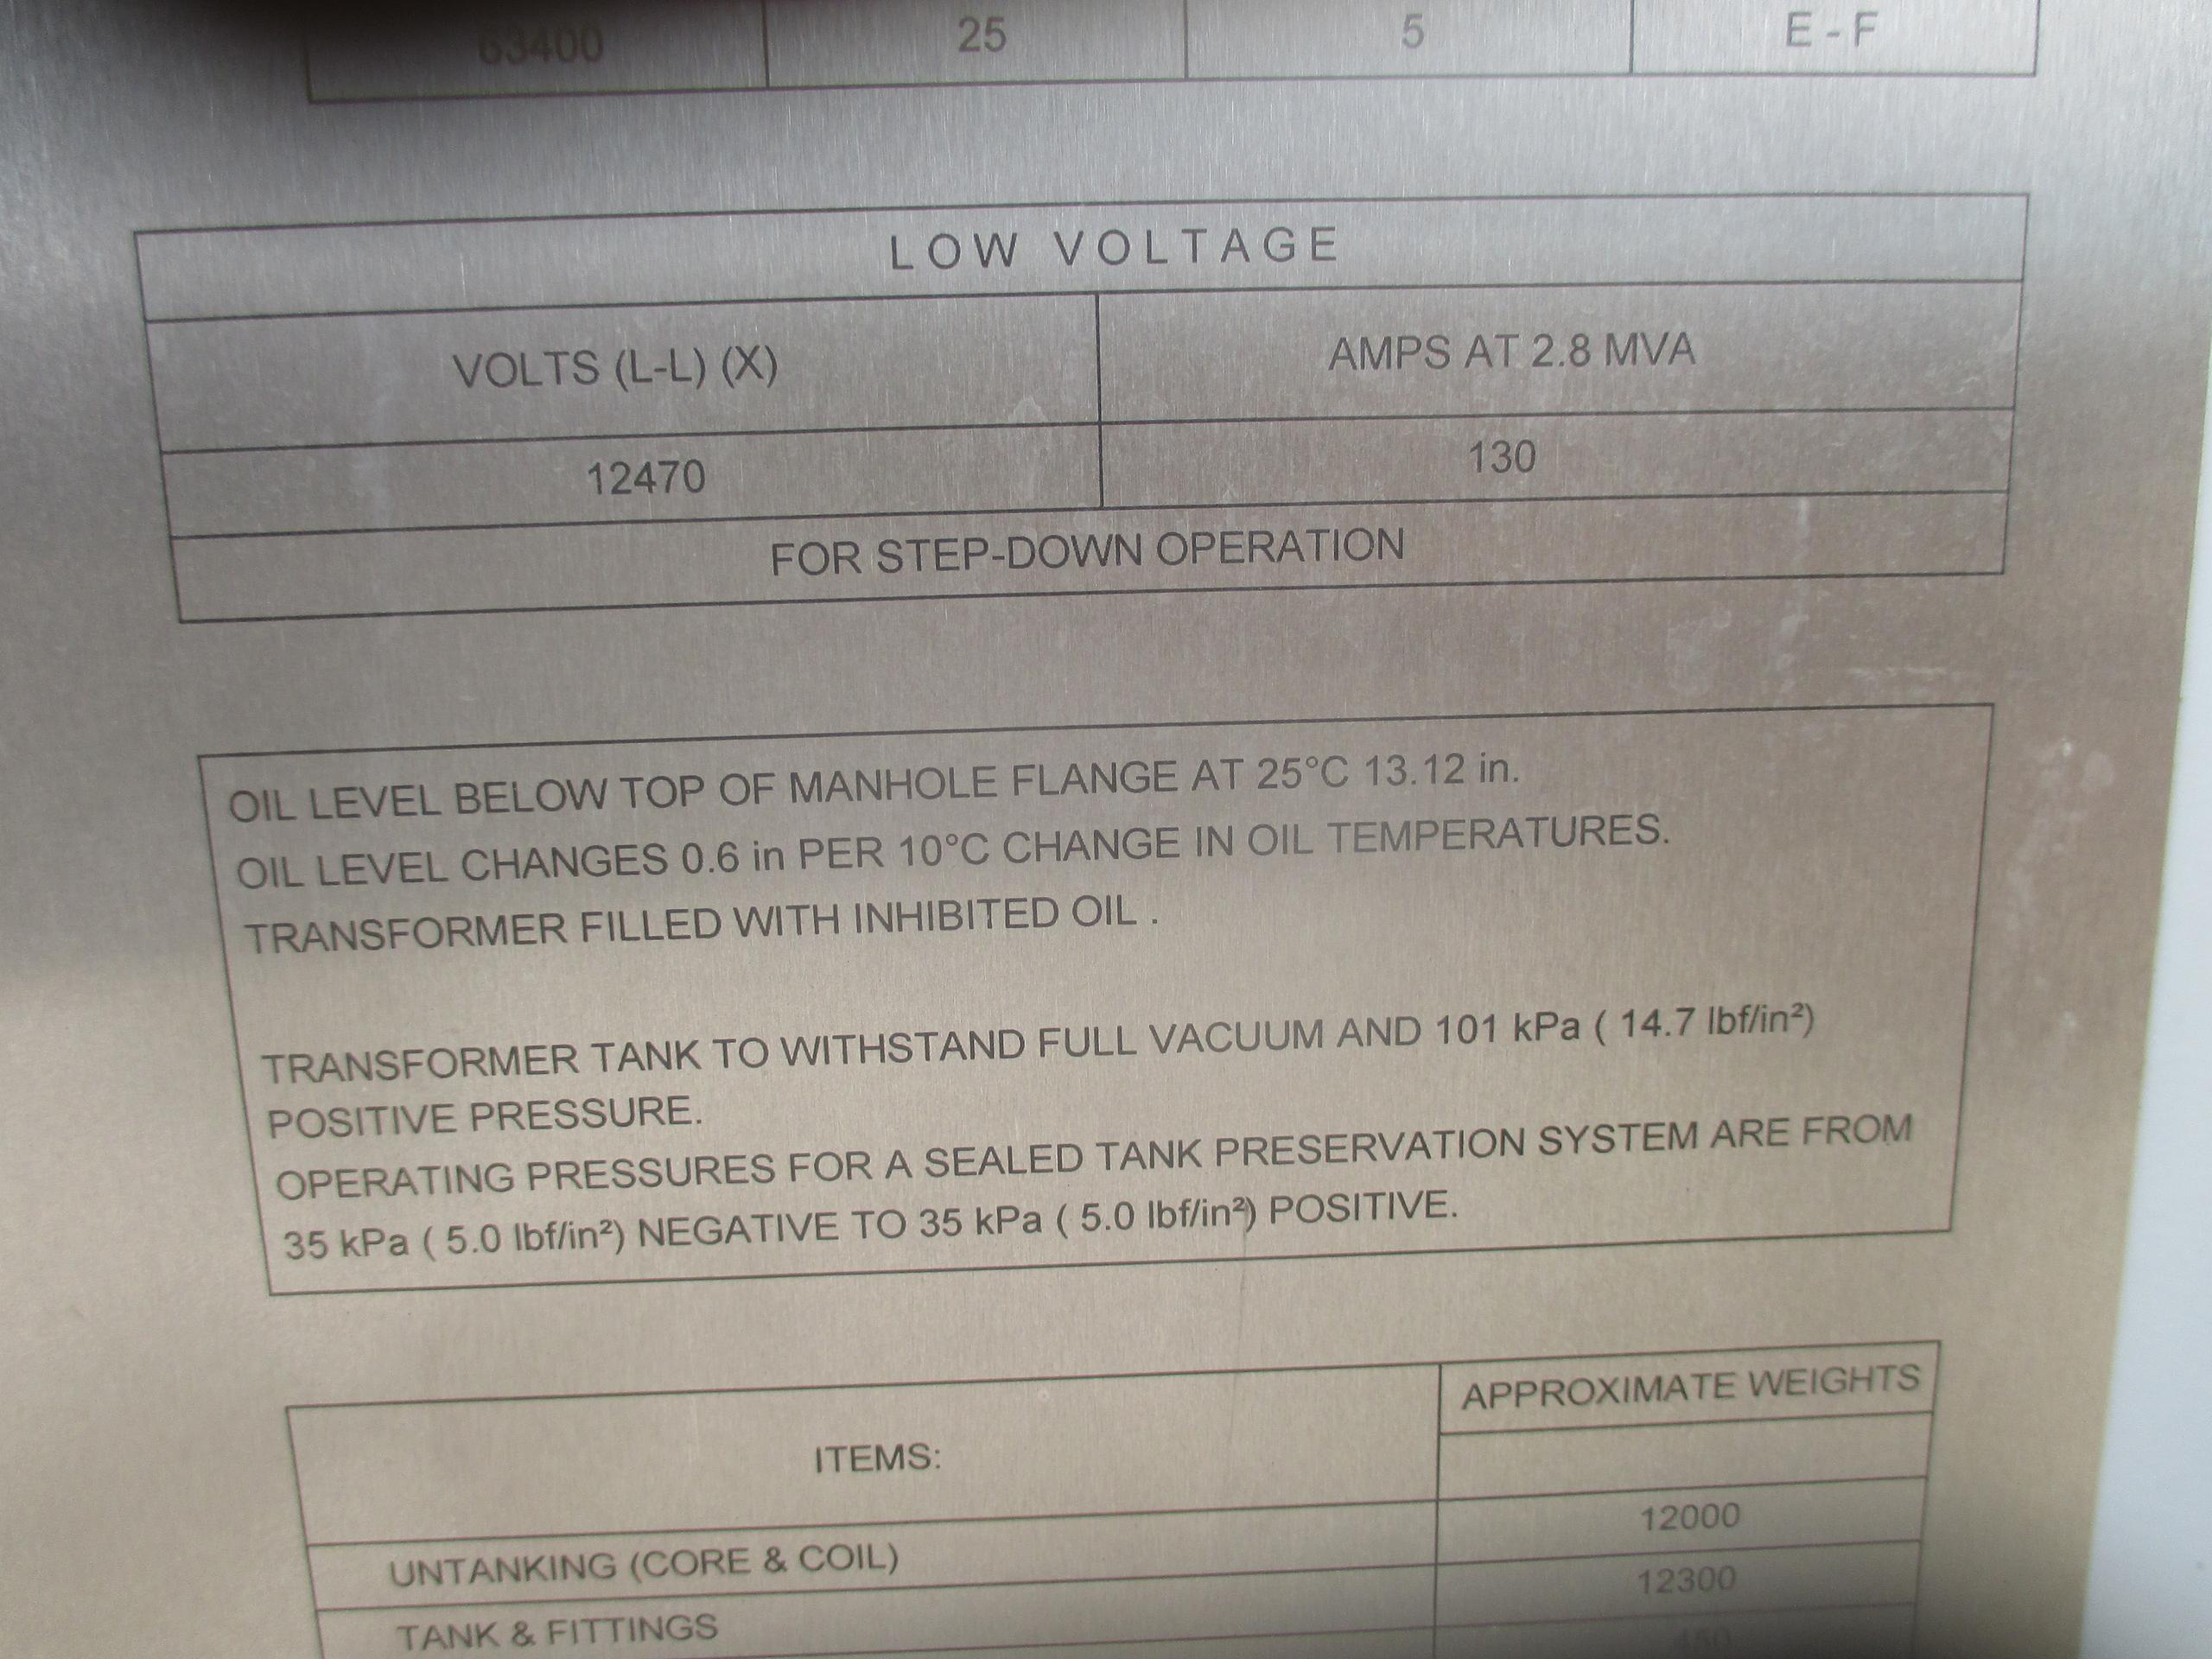 63400 25 5 E - F
LOW VOLTAGE
VOLTS (L-L) (X) AMPS AT 2.8 MVA
12470 130
FOR STEP-DOWN OPERATION
OIL LEVEL BELOW TOP OF MANHOLE FLANGE AT 25°C 13.12 in.
OIL LEVEL CHANGES 0.6 in PER 10°C CHANGE IN OIL TEMPERATURES.
TRANSFORMER FILLED WITH INHIBITED OIL .
TRANSFORMER TANK TO WITHSTAND FULL VACUUM AND 101 kPa ( 14.7 lbf/in²)
POSITIVE PRESSURE.
OPERATING PRESSURES FOR A SEALED TANK PRESERVATION SYSTEM ARE FROM
35 kPa ( 5.0 lbf/in²) NEGATIVE TO 35 kPa ( 5.0 lbf/in²) POSITIVE.
ITEMS: APPROXIMATE WEIGHTS
UNTANKING (CORE & COIL) 12000
TANK & FITTINGS 12300